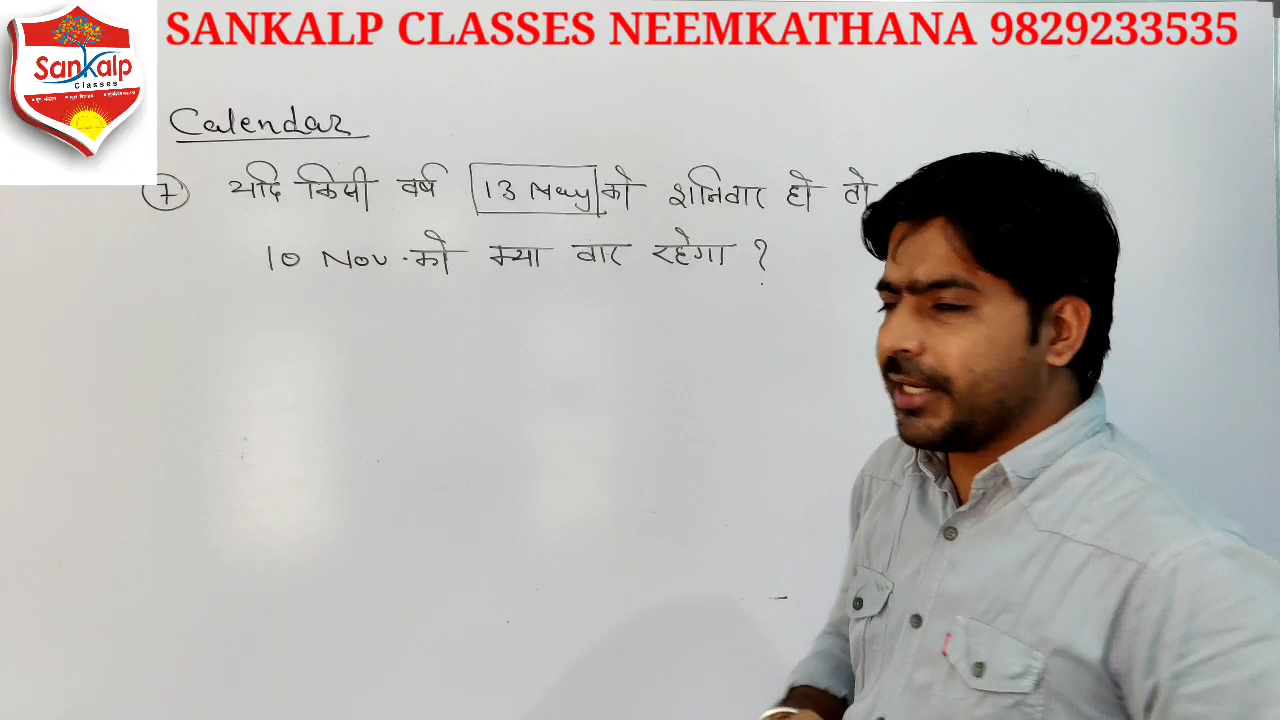 SANKALP CLASSES NEEMKATHANA 9829233535
Sankalp
Classes
Calendar
7 यदि किसी वर्ष 13 May को शनिवार हो तो
10 Nov. को क्या वार रहेगा ?